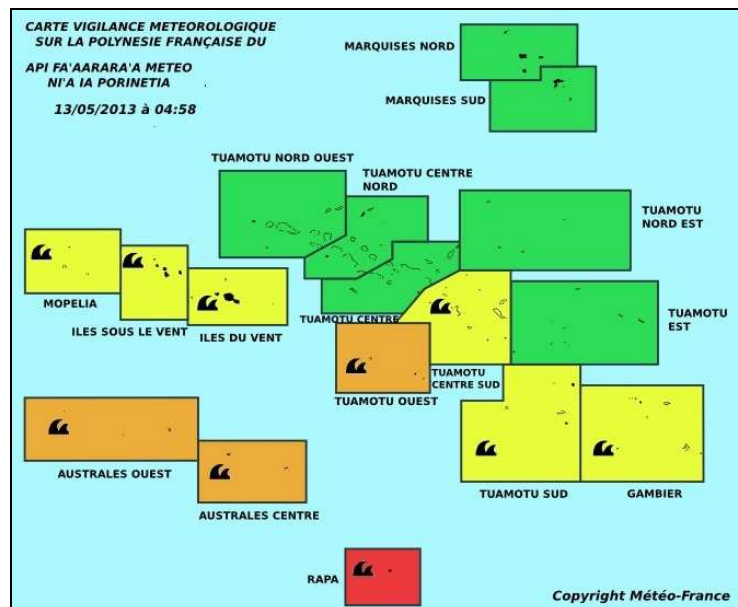 CARTE VIGILANCE METEOROLOGIQUE
SUR LA POLYNESIE FRANÇAISE DU
API FA'AARARA'A METEO
NI'A IA PORINETIA
13/05/2013 à 04:58
MARQUISES NORD
MARQUISES SUD
TUAMOTU NORD OUEST
TUAMOTU CENTRE
NORD
TUAMOTU
NORD EST
MOPELIA
ILES SOUS LE VENT
ILES DU VENT
TUAMOTU CENTRE
TUAMOTU
EST
TUAMOTU
CENTRE SUD
TUAMOTU OUEST
AUSTRALES OUEST
AUSTRALES CENTRE
TUAMOTU SUD
GAMBIER
RAPA
Copyright Météo-France